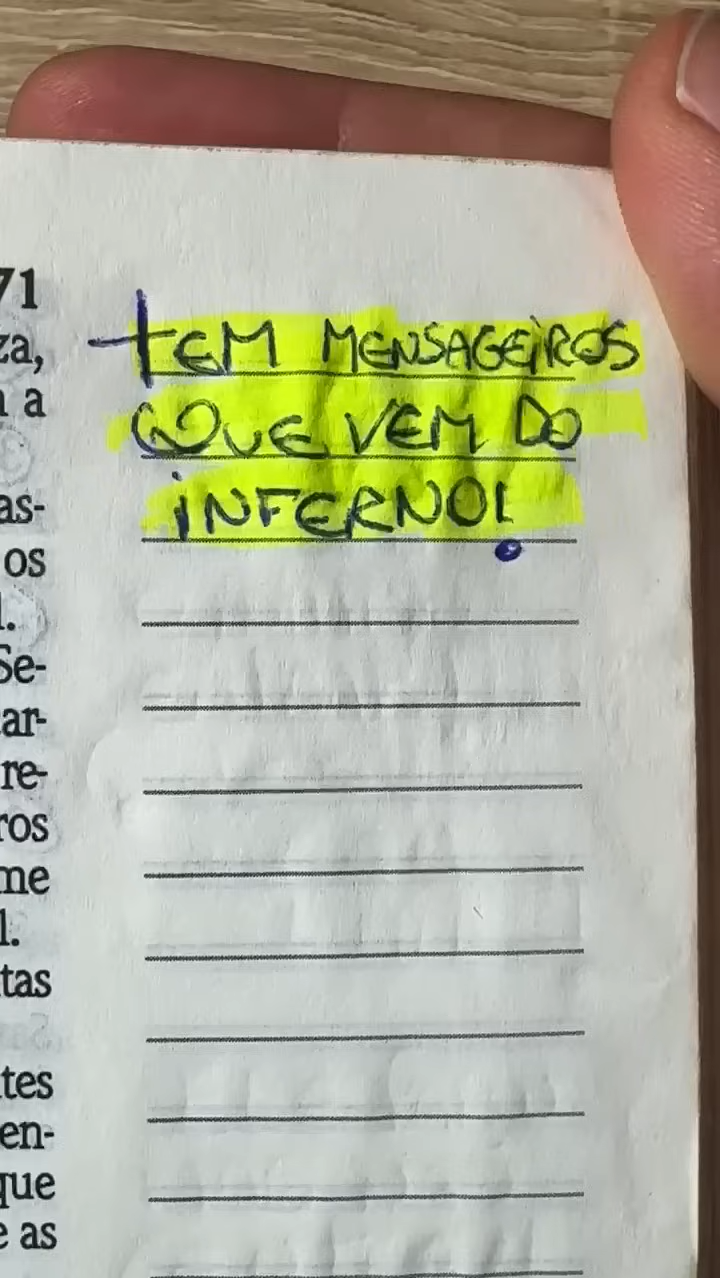 71
za,
a
as-
os
l.
Se-
ar-
re-
ros
me
l.
tas
tes
en-
que
e as
tEM MENSAGEiROS
QUE VEM DO
iNFERNO!